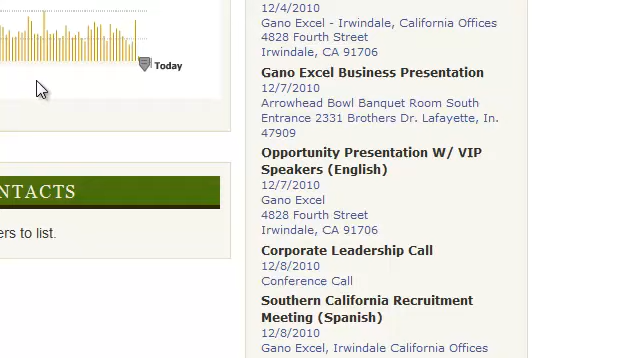 Today
NTACTS
ers to list.
12/4/2010
Gano Excel - Irwindale, California Offices
4828 Fourth Street
Irwindale, CA 91706
Gano Excel Business Presentation
12/7/2010
Arrowhead Bowl Banquet Room South
Entrance 2331 Brothers Dr. Lafayette, In.
47909
Opportunity Presentation W/ VIP
Speakers (English)
12/7/2010
Gano Excel
4828 Fourth Street
Irwindale, CA 91706
Corporate Leadership Call
12/8/2010
Conference Call
Southern California Recruitment
Meeting (Spanish)
12/8/2010
Gano Excel, Irwindale California Offices